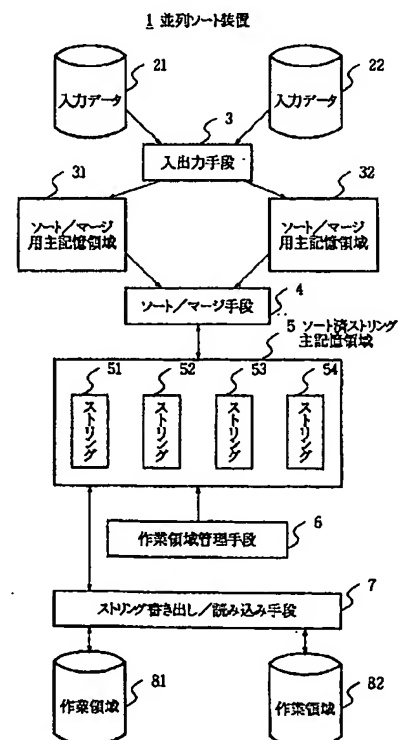 1 並列ソート装置
21
22
入力データ
入力データ
3
入出力手段
31
32
ソート／マージ
用主記憶領域
ソート／マージ
用主記憶領域
4
ソート／マージ手段
5 ソート済ストリング
主記憶領域
51
52
53
54
ストリング
ストリング
ストリング
ストリング
6
作業領域管理手段
7
ストリング書き出し／読み込み手段
81
82
作業領域
作業領域